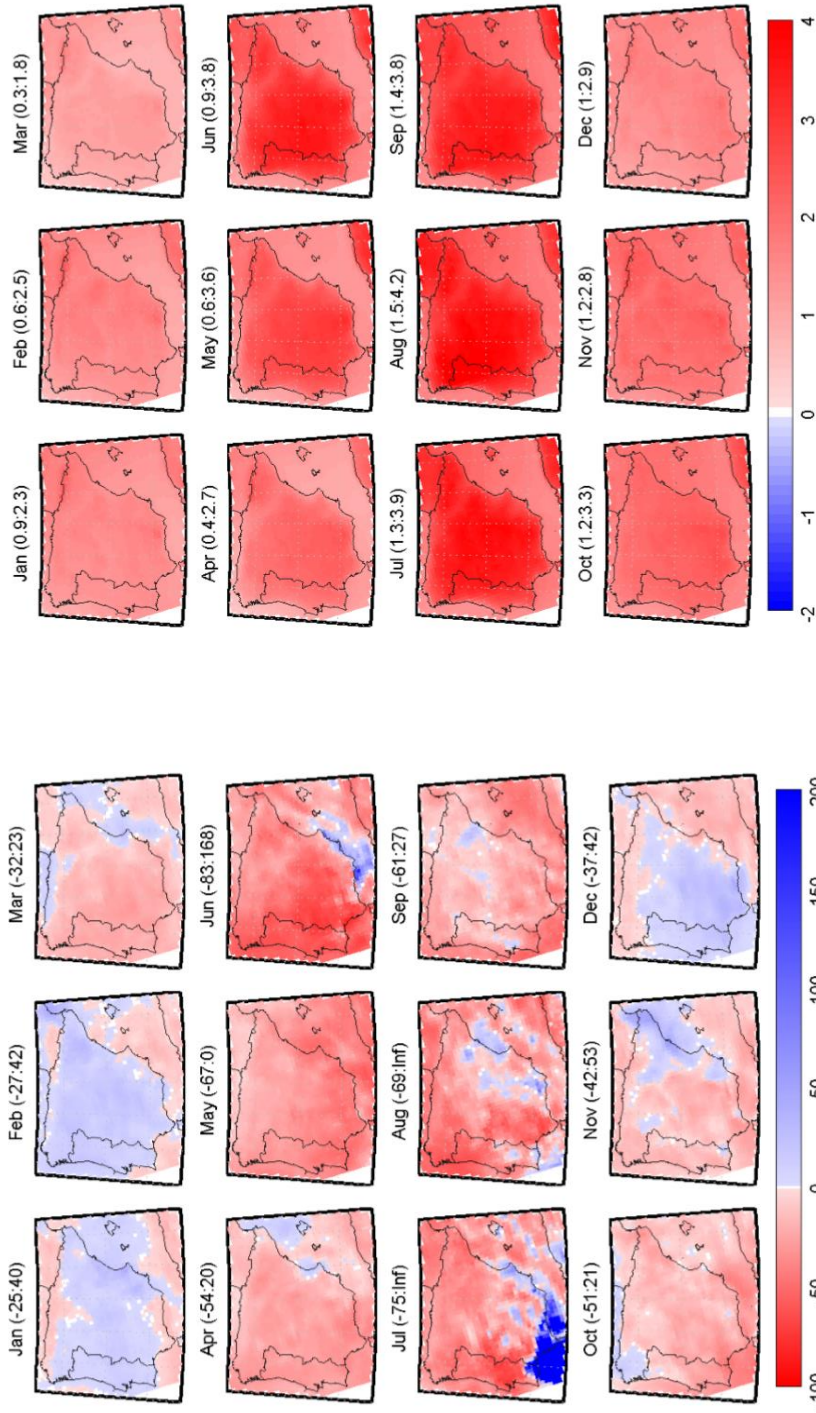 Jan (-25:40) Feb (-27:42) Mar (-32:23)
Apr (-54:20) May (-67:0) Jun (-83:168)
Jul (-75:Inf) Aug (-69:Inf) Sep (-61:27)
Oct (-51:21) Nov (-42:53) Dec (-37:42)
-100 -50 0 50 100 150 200
Jan (0.9:2.3) Feb (0.6:2.5) Mar (0.3:1.8)
Apr (0.4:2.7) May (0.6:3.6) Jun (0.9:3.8)
Jul (1.3:3.9) Aug (1.5:4.2) Sep (1.4:3.8)
Oct (1.2:3.3) Nov (1.2:2.8) Dec (1:2.9)
-2 -1 0 1 2 3 4